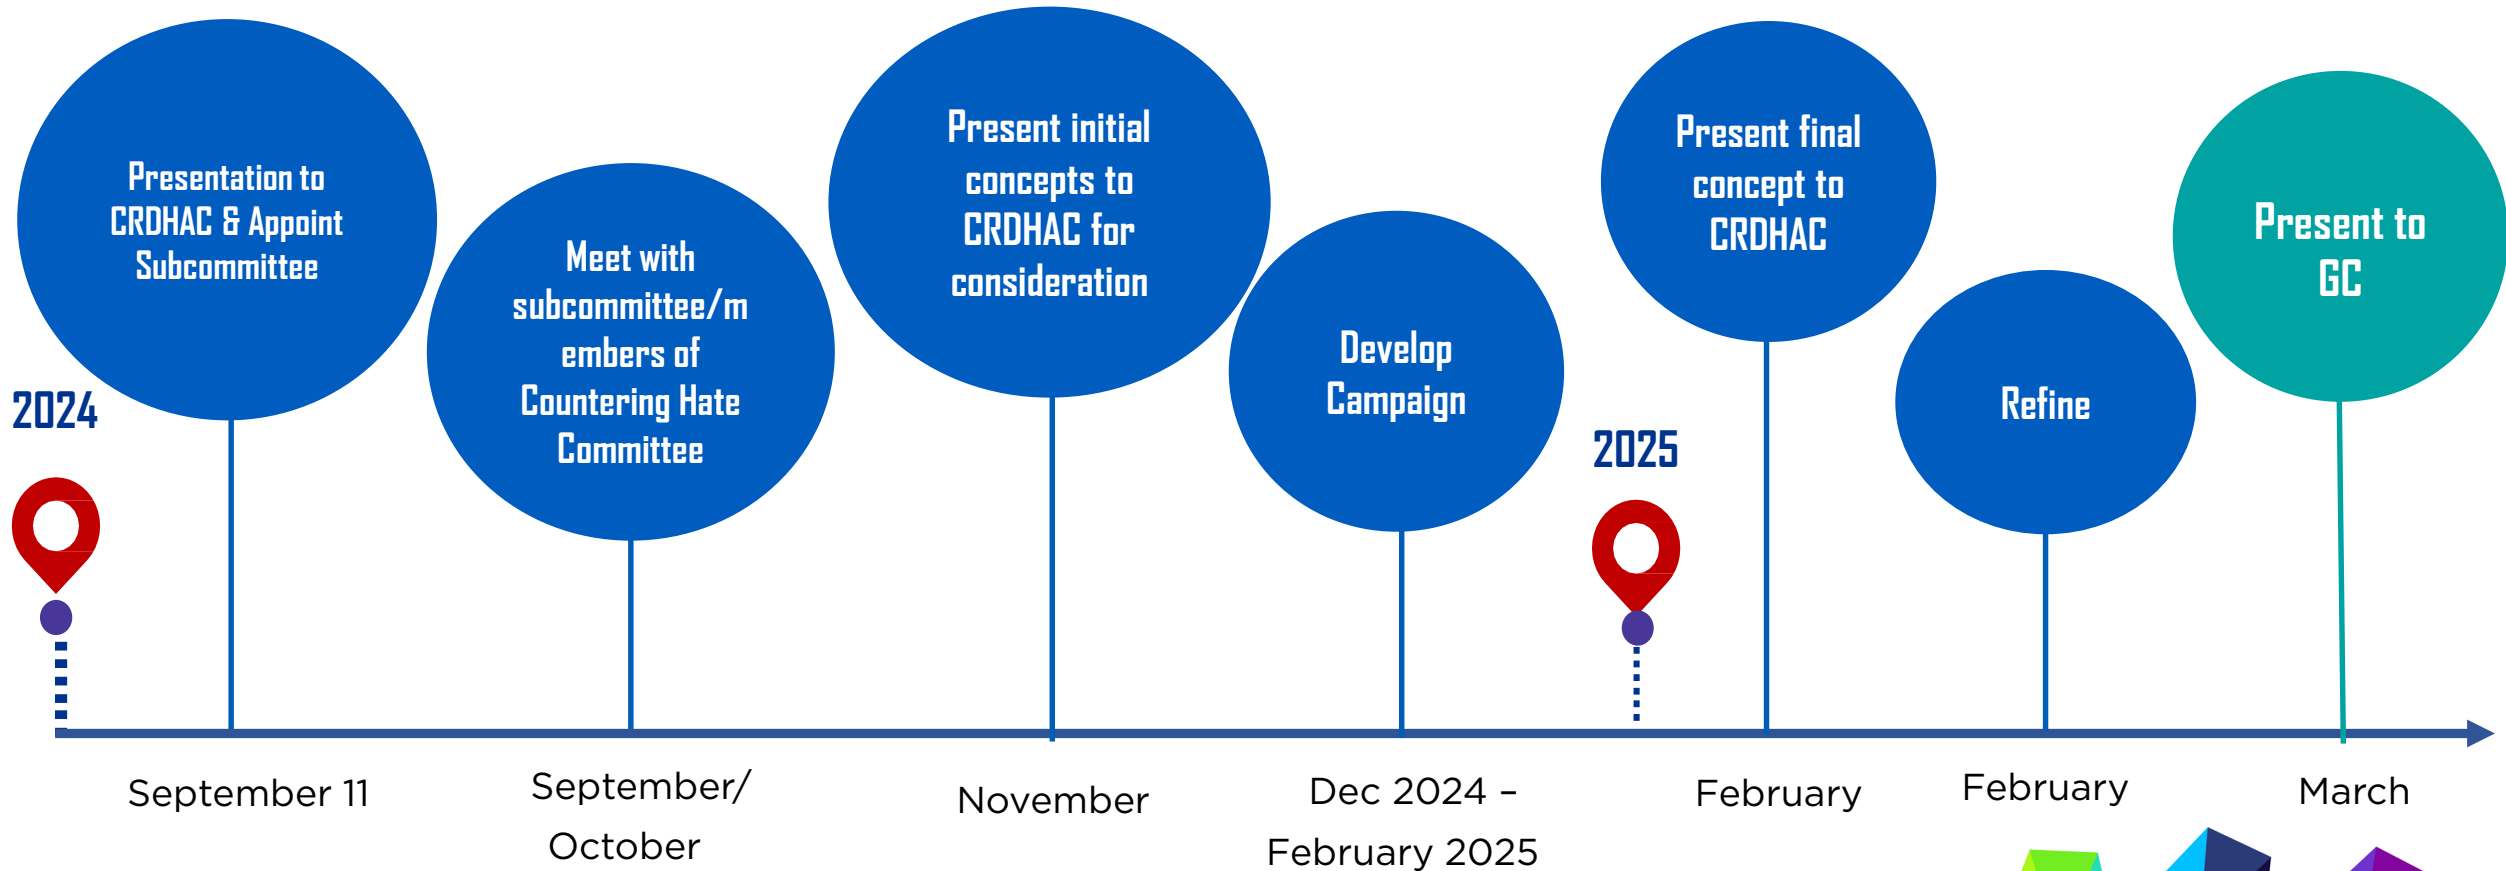 Presentation to
CRDHAC & Appoint
Subcommittee
Meet with
subcommittee/m
embers of
Countering Hate
Committee
Present initial
concepts to
CRDHAC for
consideration
Develop
Campaign
Present final
concept to
CRDHAC
Refine
Present to
GC
2024
2025
September 11
September/
October
November
Dec 2024 –
February 2025
February
February
March